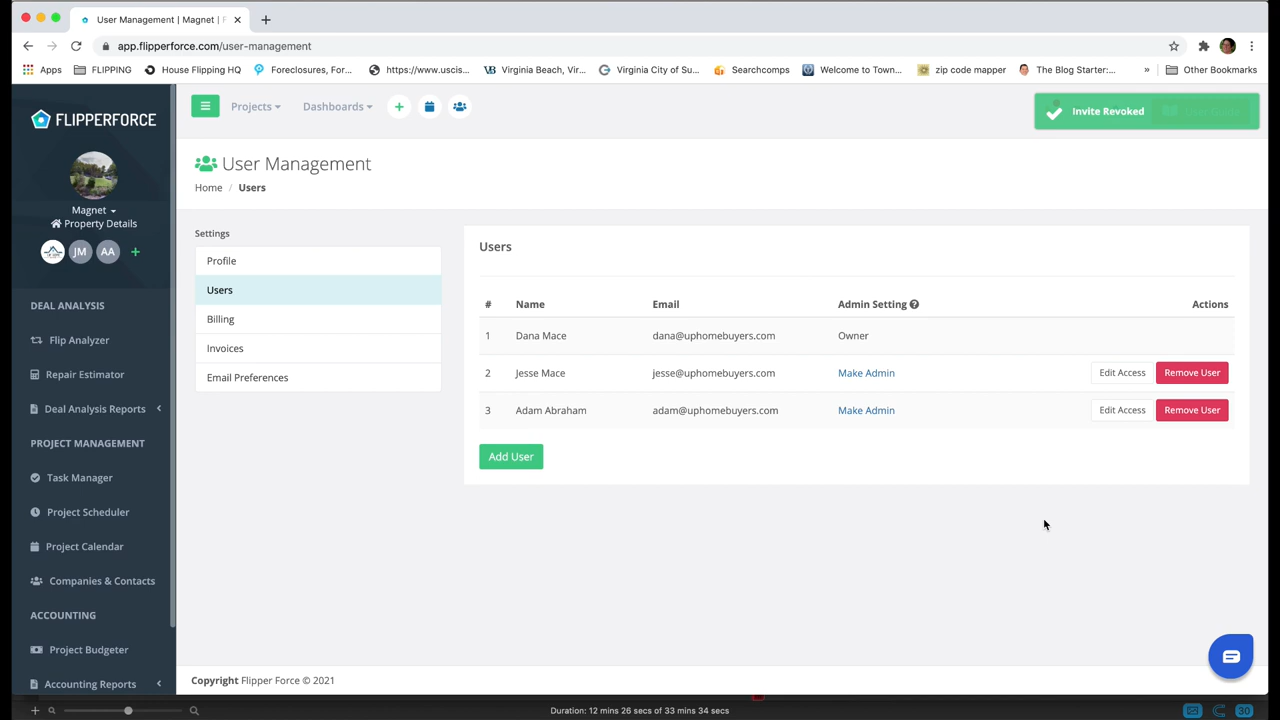 User Management | Magnet |
app.flipperforce.com/user-management
Apps FLIPPING House Flipping HQ Foreclosures, For... https://www.uscis... Virginia Beach, Vir... Virginia City of Su... Searchcomps Welcome to Town... zip code mapper The Blog Starter:... » Other Bookmarks
FLIPPERFORCE
Projects Dashboards
Invite Revoked
User Management
Home / Users
Magnet
Property Details
JM AA +
Settings
Profile
Users
Billing
Invoices
Email Preferences
Users
# Name Email Admin Setting Actions
1 Dana Mace dana@uphomebuyers.com Owner
2 Jesse Mace jesse@uphomebuyers.com Make Admin Edit Access Remove User
3 Adam Abraham adam@uphomebuyers.com Make Admin Edit Access Remove User
Add User
DEAL ANALYSIS
Flip Analyzer
Repair Estimator
Deal Analysis Reports
PROJECT MANAGEMENT
Task Manager
Project Scheduler
Project Calendar
Companies & Contacts
ACCOUNTING
Project Budgeter
Accounting Reports
Copyright Flipper Force © 2021
Duration: 12 mins 26 secs of 33 mins 34 secs
30